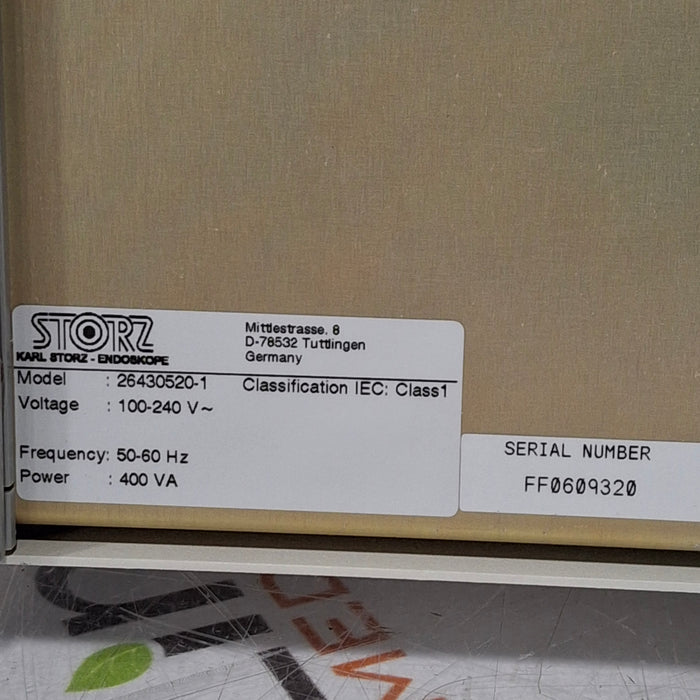 STORZ
KARL STORZ - ENDOSKOPE
Mittlestrasse. 8
D-78532 Tuttlingen
Germany
Model : 26430520-1 Classification IEC: Class1
Voltage : 100-240 V~
Frequency: 50-60 Hz
Power : 400 VA
SERIAL NUMBER
FF0609320